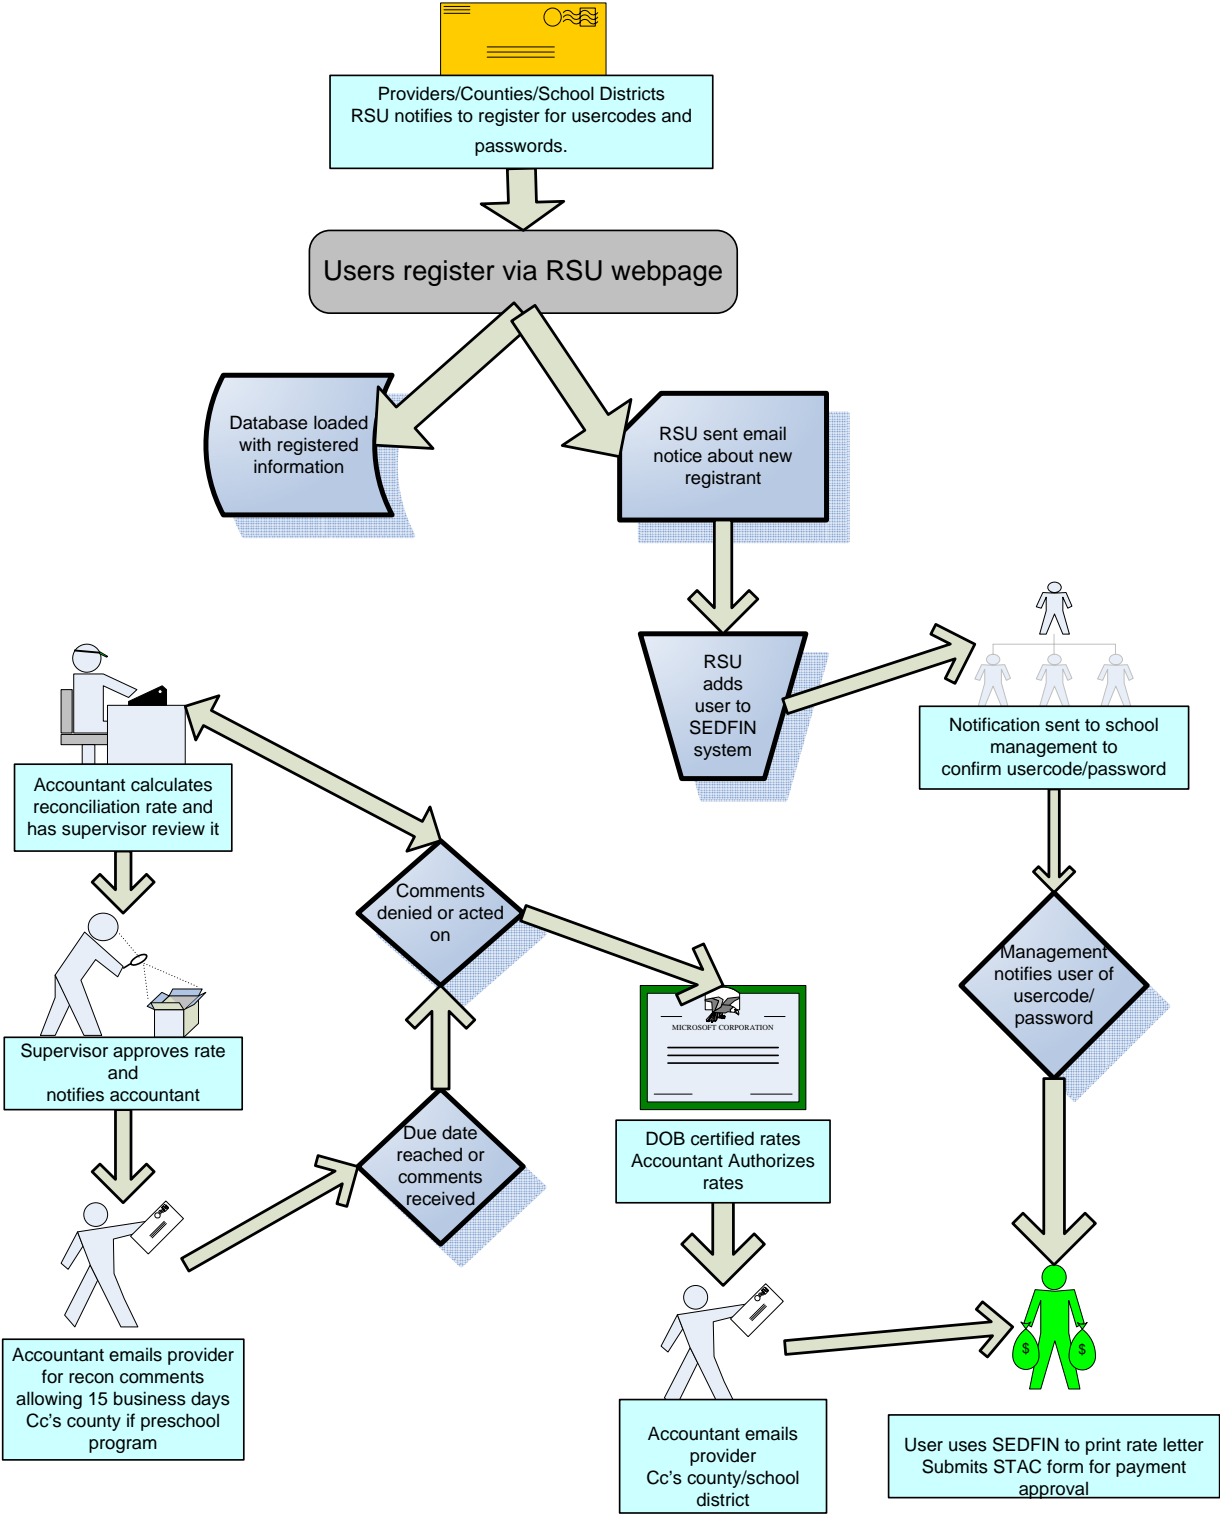 Providers/Counties/School Districts
RSU notifies to register for usercodes and
passwords.
Users register via RSU webpage
Database loaded
with registered
information
RSU sent email
notice about new
registrant
RSU
adds
user to
SEDFIN
system
Notification sent to school
management to
confirm usercode/password
Accountant calculates
reconciliation rate and
has supervisor review it
Comments
denied or acted
on
Management
notifies user of
usercode/
password
MICROSOFT CORPORATION
Supervisor approves rate
and
notifies accountant
Due date
reached or
comments
received
DOB certified rates
Accountant Authorizes
rates
Accountant emails provider
for recon comments
allowing 15 business days
Cc's county if preschool
program
Accountant emails
provider
Cc's county/school
district
$ $
User uses SEDFIN to print rate letter
Submits STAC form for payment
approval